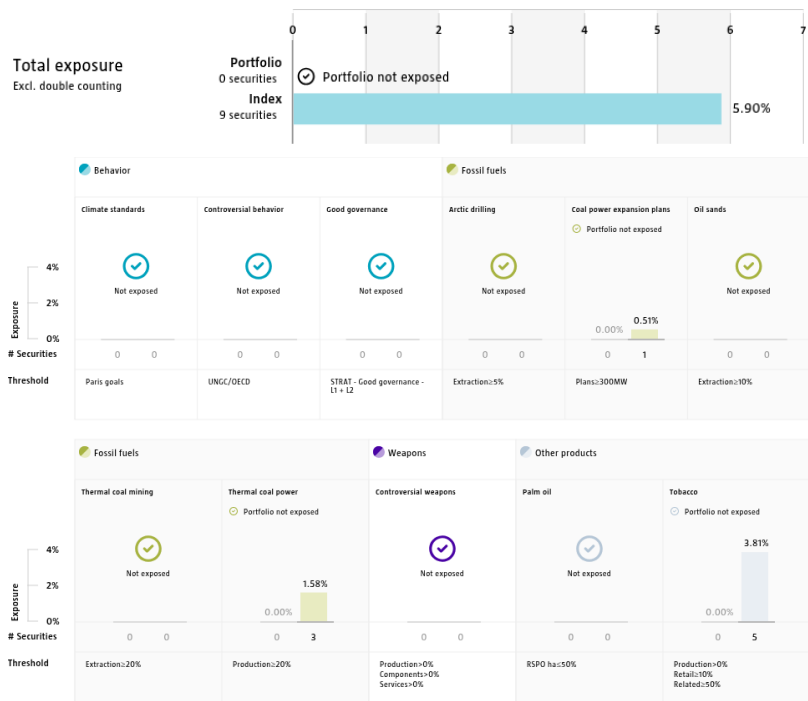 0 1 2 3 4 5 6 7
Total exposure
Excl. double counting
Portfolio
0 securities
Portfolio not exposed
Index
9 securities
5.90%
Behavior
Fossil fuels
Climate standards
Controversial behavior
Good governance
Arctic drilling
Coal power expansion plans
Oil sands
Portfolio not exposed
Not exposed
Not exposed
Not exposed
Not exposed
Not exposed
Exposure
4%
2%
0%
0.00%
0.51%
# Securities
0 0
0 0
0 0
0 0
0 1
0 0
Threshold
Paris goals
UNGC/OECD
STRAT - Good governance -
L1 + L2
Extraction≥5%
Plans≥300MW
Extraction≥10%
Fossil fuels
Weapons
Other products
Thermal coal mining
Thermal coal power
Controversial weapons
Palm oil
Tobacco
Portfolio not exposed
Portfolio not exposed
Not exposed
Not exposed
Not exposed
Exposure
4%
2%
0%
0.00%
1.58%
0.00%
3.81%
# Securities
0 0
0 3
0 0
0 0
0 5
Threshold
Extraction≥20%
Production≥20%
Production>0%
Components>0%
Services>0%
RSPO ha≤50%
Production>0%
Retail≥10%
Related≥50%